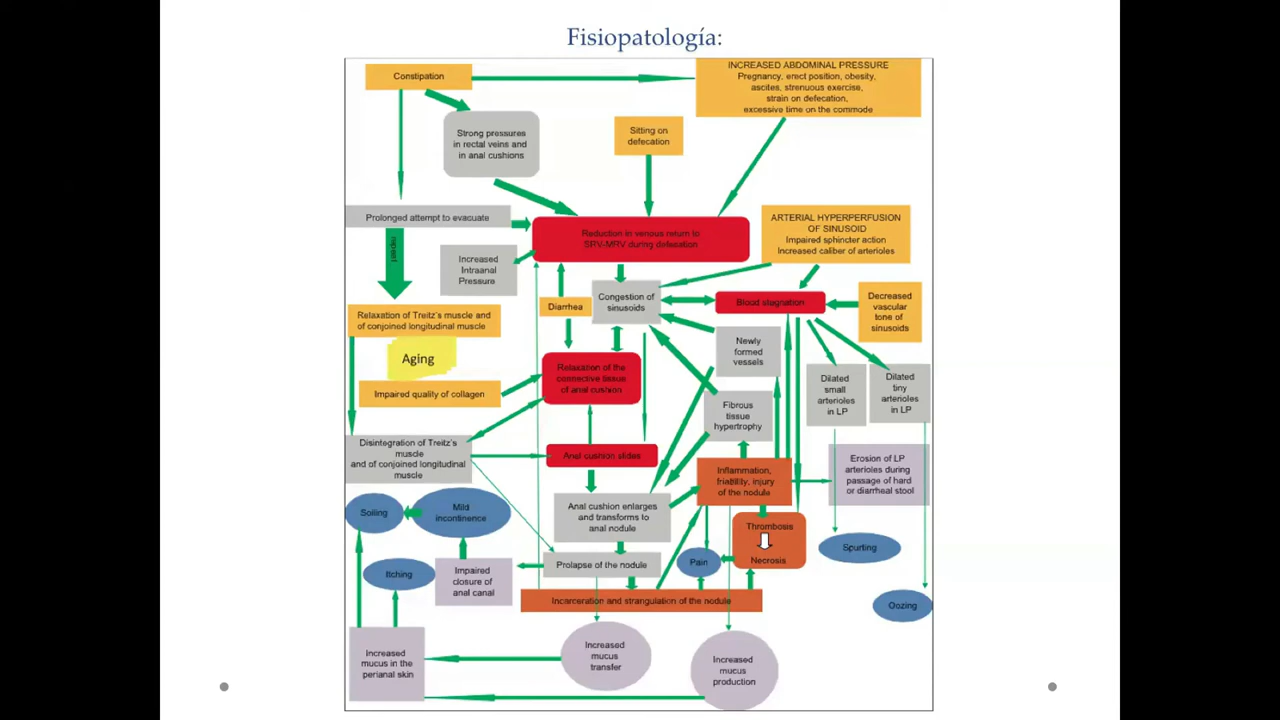 Fisiopatología:
Constipation
INCREASED ABDOMINAL PRESSURE
Pregnancy, erect position, obesity,
ascites, strenuous exercise,
strain on defecation,
excessive time on the commode
Strong pressures
in rectal veins and
in anal cushions
Sitting on
defecation
Prolonged attempt to evacuate
Reduction in venous return to
SRV-MRV during defecation
ARTERIAL HYPERPERFUSION
OF SINUSOID
Impaired sphincter action
Increased caliber of arterioles
repeat
Increased
Intraanal
Pressure
Diarrhea
Congestion of
sinusoids
Blood stagnation
Decreased
vascular
tone of
sinusoids
Relaxation of Treitz's muscle and
of conjoined longitudinal muscle
Aging
Impaired quality of collagen
Relaxation of the
connective tissue
of anal cushion
Newly
formed
vessels
Dilated
small
arterioles
in LP
Dilated
tiny
arterioles
in LP
Fibrous
tissue
hypertrophy
Disintegration of Treitz's
muscle
and of conjoined longitudinal
muscle
Anal cushion slides
Inflammation,
friability, injury
of the nodule
Erosion of LP
arterioles during
passage of hard
or diarrheal stool
Soiling
Mild
incontinence
Anal cushion enlarges
and transforms to
anal nodule
Thrombosis
Necrosis
Spurting
Itching
Impaired
closure of
anal canal
Prolapse of the nodule
Pain
Incarceration and strangulation of the nodule
Oozing
Increased
mucus in the
perianal skin
Increased
mucus
transfer
Increased
mucus
production